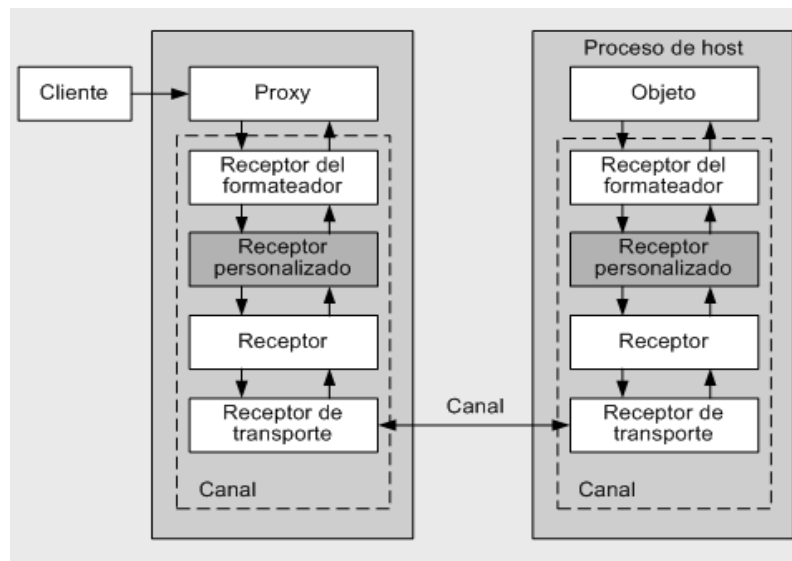 Proceso de host
Cliente
Proxy
Objeto
Receptor del
formateador
Receptor del
formateador
Receptor
personalizado
Receptor
personalizado
Receptor
Receptor
Receptor de
transporte
Canal
Receptor de
transporte
Canal
Canal